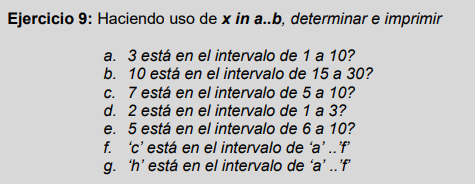 Ejercicio 9: Haciendo uso de x in a..b, determinar e imprimir
a. 3 está en el intervalo de 1 a 10?
b. 10 está en el intervalo de 15 a 30?
c. 7 está en el intervalo de 5 a 10?
d. 2 está en el intervalo de 1 a 3?
e. 5 está en el intervalo de 6 a 10?
f. ‘c’ está en el intervalo de ‘a’ ..’f’
g. ‘h’ está en el intervalo de ‘a’ ..’f’